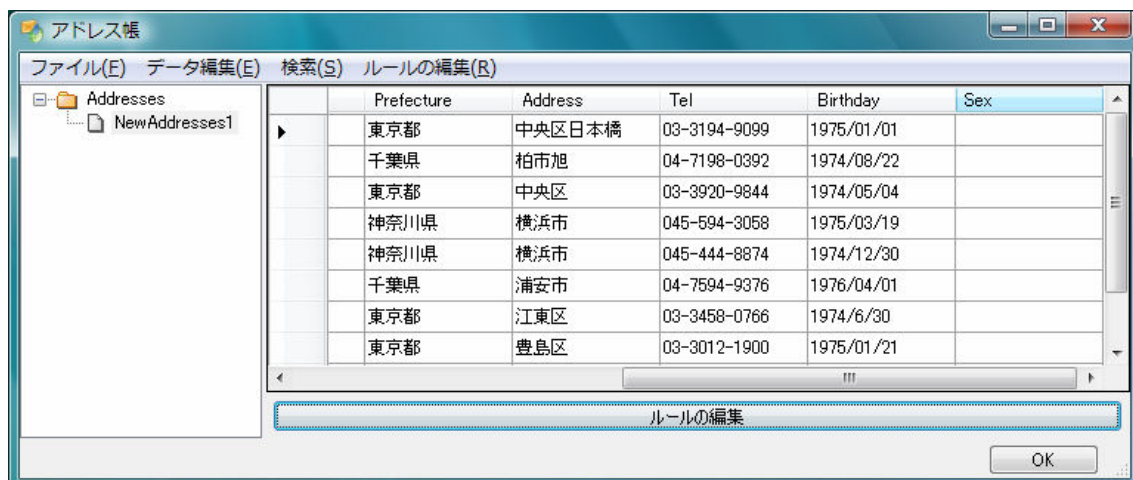 アドレス帳
ファイル(F) データ編集(E) 検索(S) ルールの編集(R)
Addresses
NewAddresses1
Prefecture Address Tel Birthday Sex
東京都 中央区日本橋 03-3194-9099 1975/01/01
千葉県 柏市旭 04-7198-0392 1974/08/22
東京都 中央区 03-3920-9844 1974/05/04
神奈川県 横浜市 045-594-3058 1975/03/19
神奈川県 横浜市 045-444-8874 1974/12/30
千葉県 浦安市 04-7594-9376 1976/04/01
東京都 江東区 03-3458-0766 1974/6/30
東京都 豊島区 03-3012-1900 1975/01/21
ルールの編集
OK